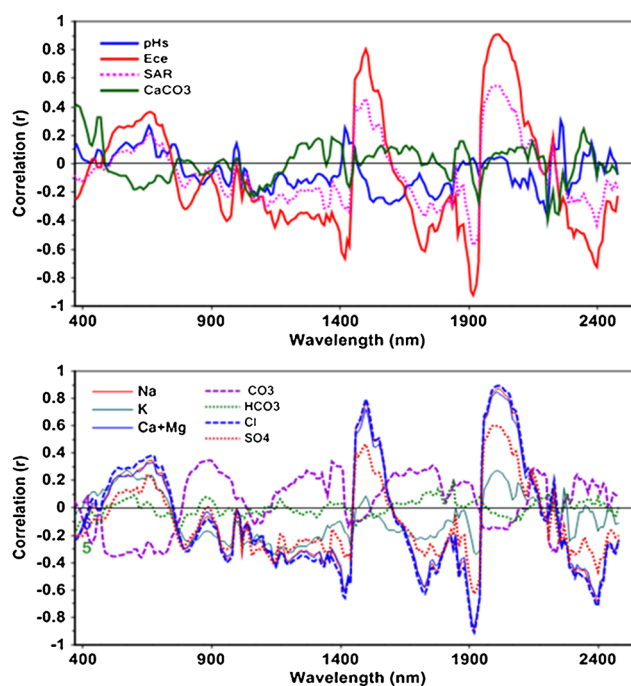 1
0.8
0.6
0.4
0.2
0
-0.2
-0.4
-0.6
-0.8
-1
Correlation (r)
pHs
Ece
SAR
CaCO3
400 900 1400 1900 2400
Wavelength (nm)
1
0.8
0.6
0.4
0.2
0
-0.2
-0.4
-0.6
-0.8
-1
Correlation (r)
Na
K
Ca+Mg
CO3
HCO3
Cl
SO4
5
400 900 1400 1900 2400
Wavelength (nm)